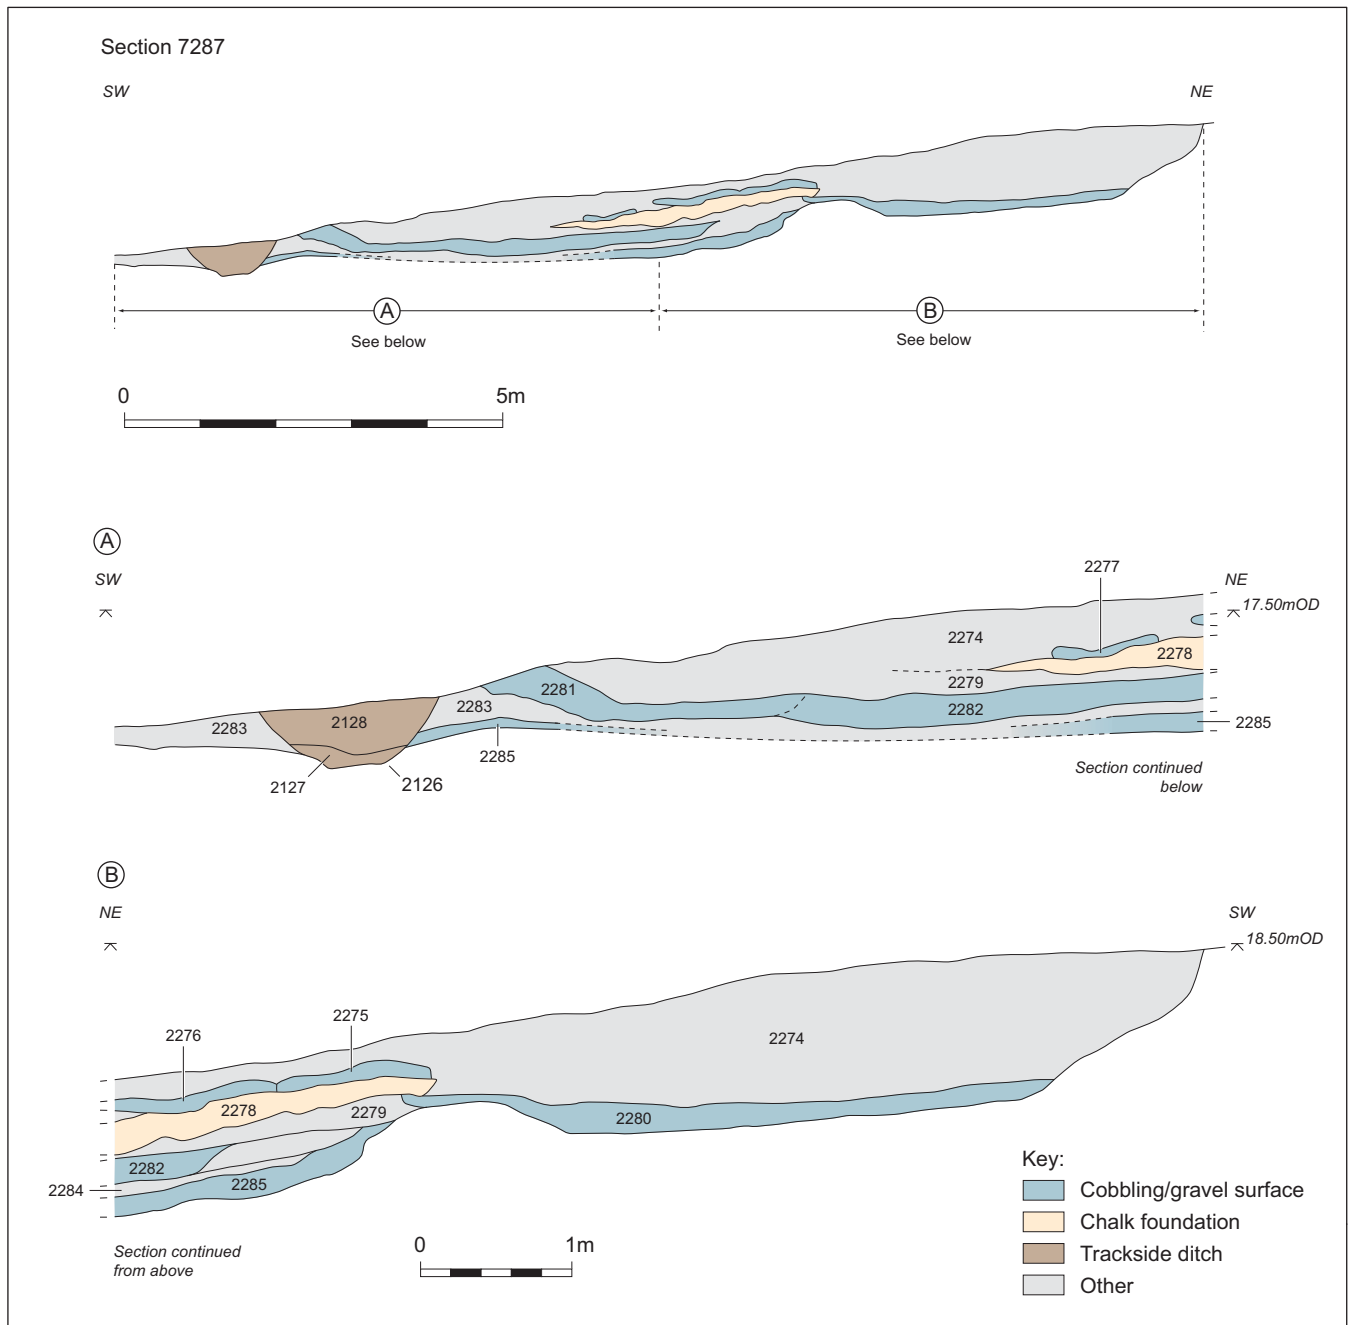 Section 7287
SW
NE
A
B
See below
See below
0
5m
A
SW
NE
17.50mOD
2277
2274
2278
2279
2281
2283
2282
2128
2283
2285
2285
2127
2126
Section continued
below
B
NE
SW
18.50mOD
2275
2276
2274
2278
2279
2280
2282
2284
2285
Section continued
from above
0
1m
Key:
Cobbling/gravel surface
Chalk foundation
Trackside ditch
Other